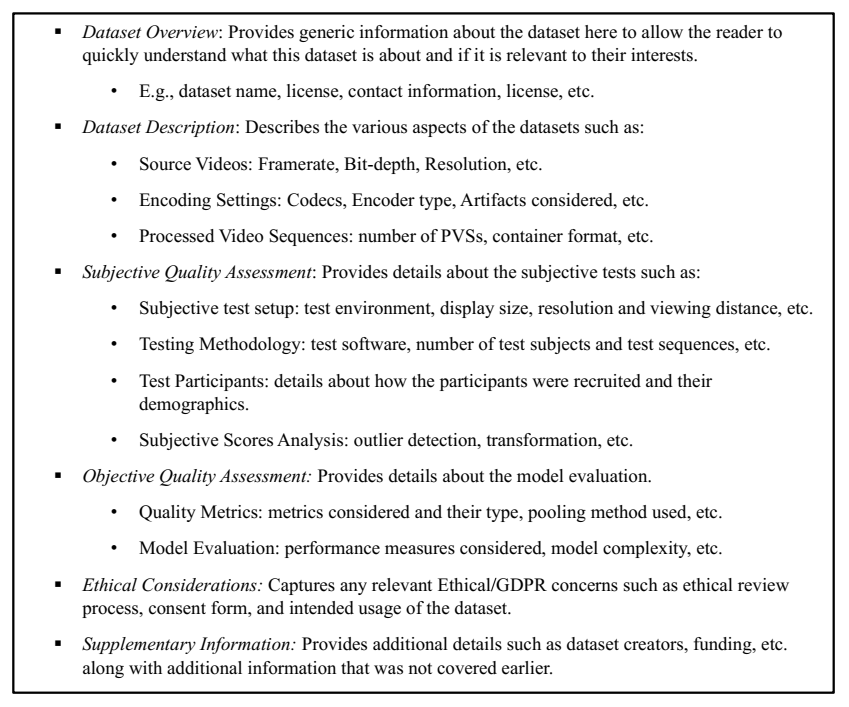 ▪ Dataset Overview: Provides generic information about the dataset here to allow the reader to
quickly understand what this dataset is about and if it is relevant to their interests.
• E.g., dataset name, license, contact information, license, etc.
▪ Dataset Description: Describes the various aspects of the datasets such as:
• Source Videos: Framerate, Bit-depth, Resolution, etc.
• Encoding Settings: Codecs, Encoder type, Artifacts considered, etc.
• Processed Video Sequences: number of PVSs, container format, etc.
▪ Subjective Quality Assessment: Provides details about the subjective tests such as:
• Subjective test setup: test environment, display size, resolution and viewing distance, etc.
• Testing Methodology: test software, number of test subjects and test sequences, etc.
• Test Participants: details about how the participants were recruited and their
demographics.
• Subjective Scores Analysis: outlier detection, transformation, etc.
▪ Objective Quality Assessment: Provides details about the model evaluation.
• Quality Metrics: metrics considered and their type, pooling method used, etc.
• Model Evaluation: performance measures considered, model complexity, etc.
▪ Ethical Considerations: Captures any relevant Ethical/GDPR concerns such as ethical review
process, consent form, and intended usage of the dataset.
▪ Supplementary Information: Provides additional details such as dataset creators, funding, etc.
along with additional information that was not covered earlier.